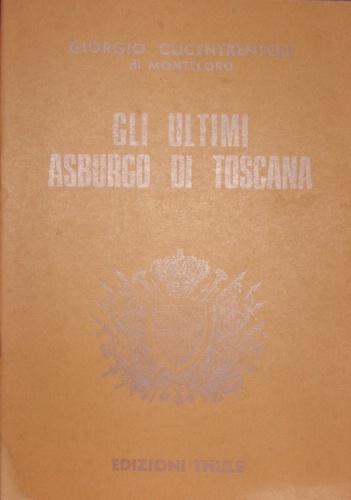 GIORGIO CUCENTRENTOLI
di MONTELORO
GLI ULTIMI
ASBURGO DI TOSCANA
EDIZIONI THULE